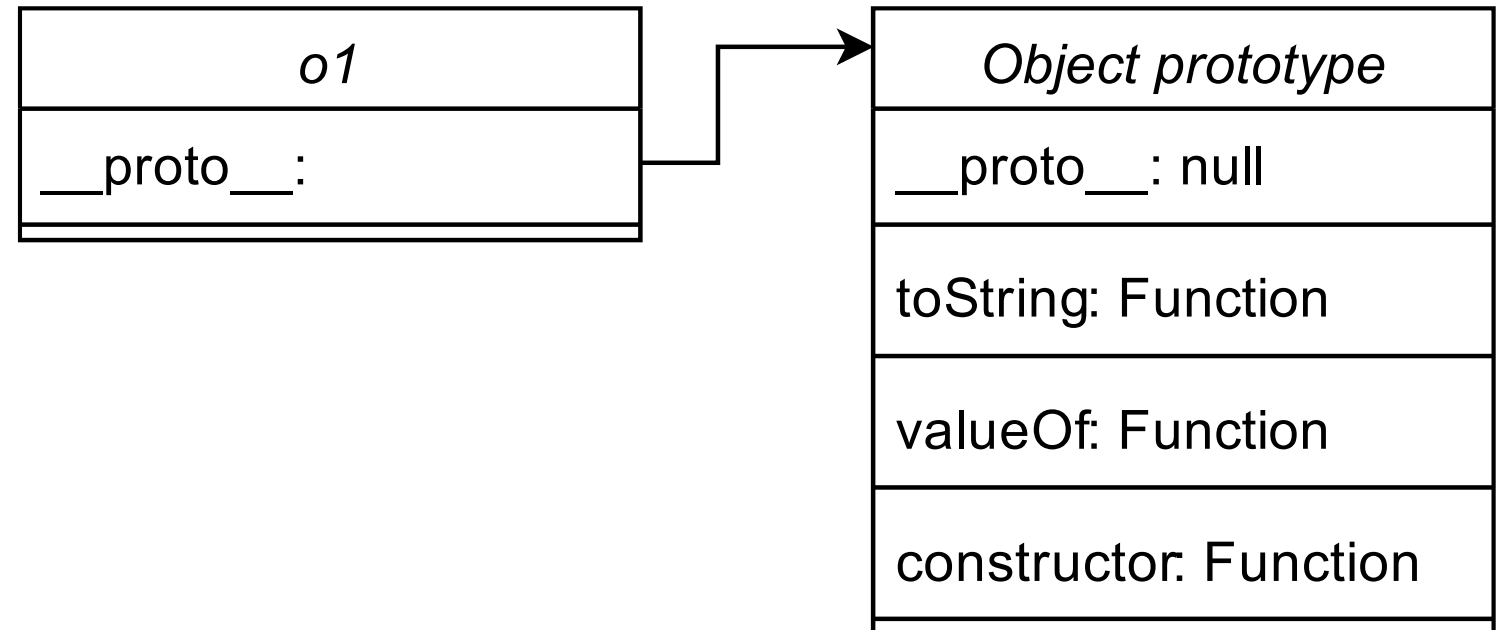 o1
__proto__:
Object prototype
__proto__: null
toString: Function
valueOf: Function
constructor: Function